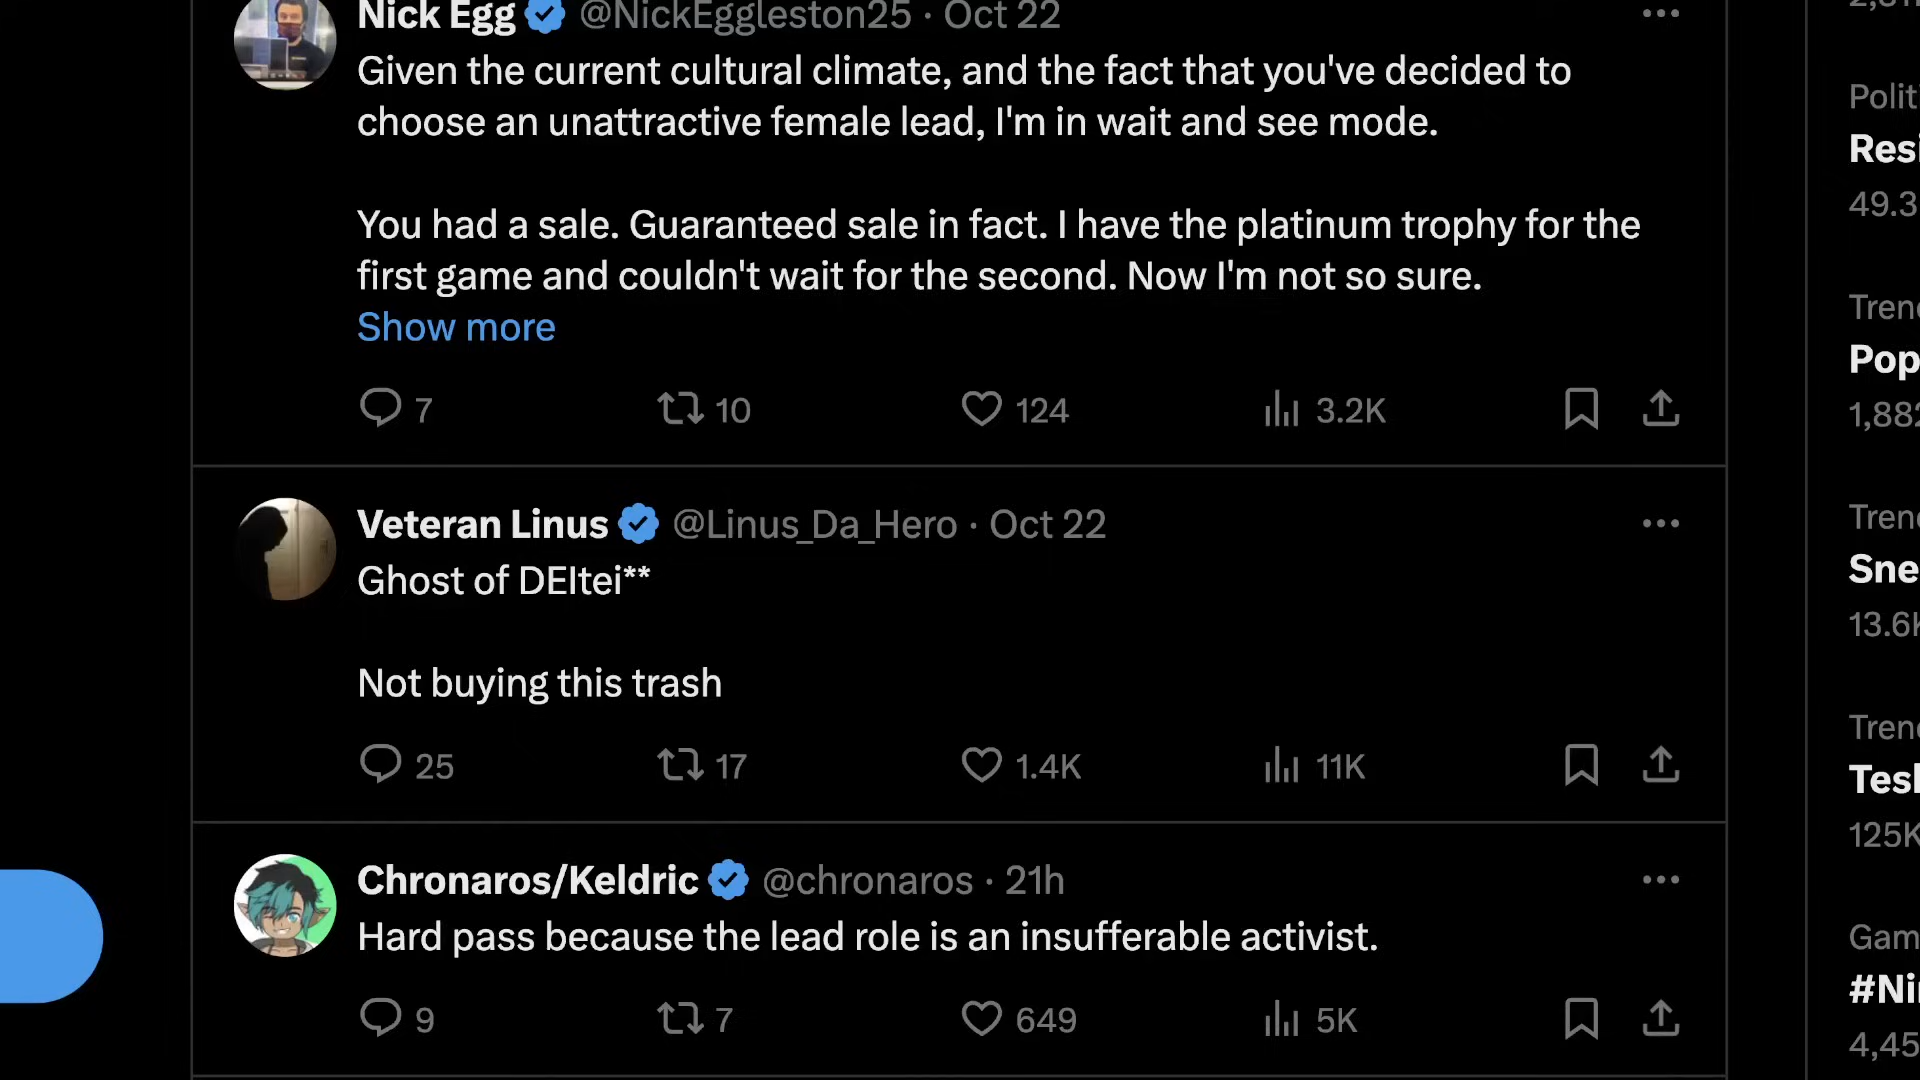 Nick Egg @NickEggleston25 · Oct 22
Given the current cultural climate, and the fact that you've decided to
choose an unattractive female lead, I'm in wait and see mode.
You had a sale. Guaranteed sale in fact. I have the platinum trophy for the
first game and couldn't wait for the second. Now I'm not so sure.
Show more
7 10 124 3.2K
Veteran Linus @Linus_Da_Hero · Oct 22
Ghost of DEItei**
Not buying this trash
25 17 1.4K 11K
Chronaros/Keldric @chronaros · 21h
Hard pass because the lead role is an insufferable activist.
9 7 649 5K
Polit
Resi
49.3
Tren
Pop
1,882
Tren
Sne
13.6K
Tren
Tesl
125K
Gam
#Ni
4,45